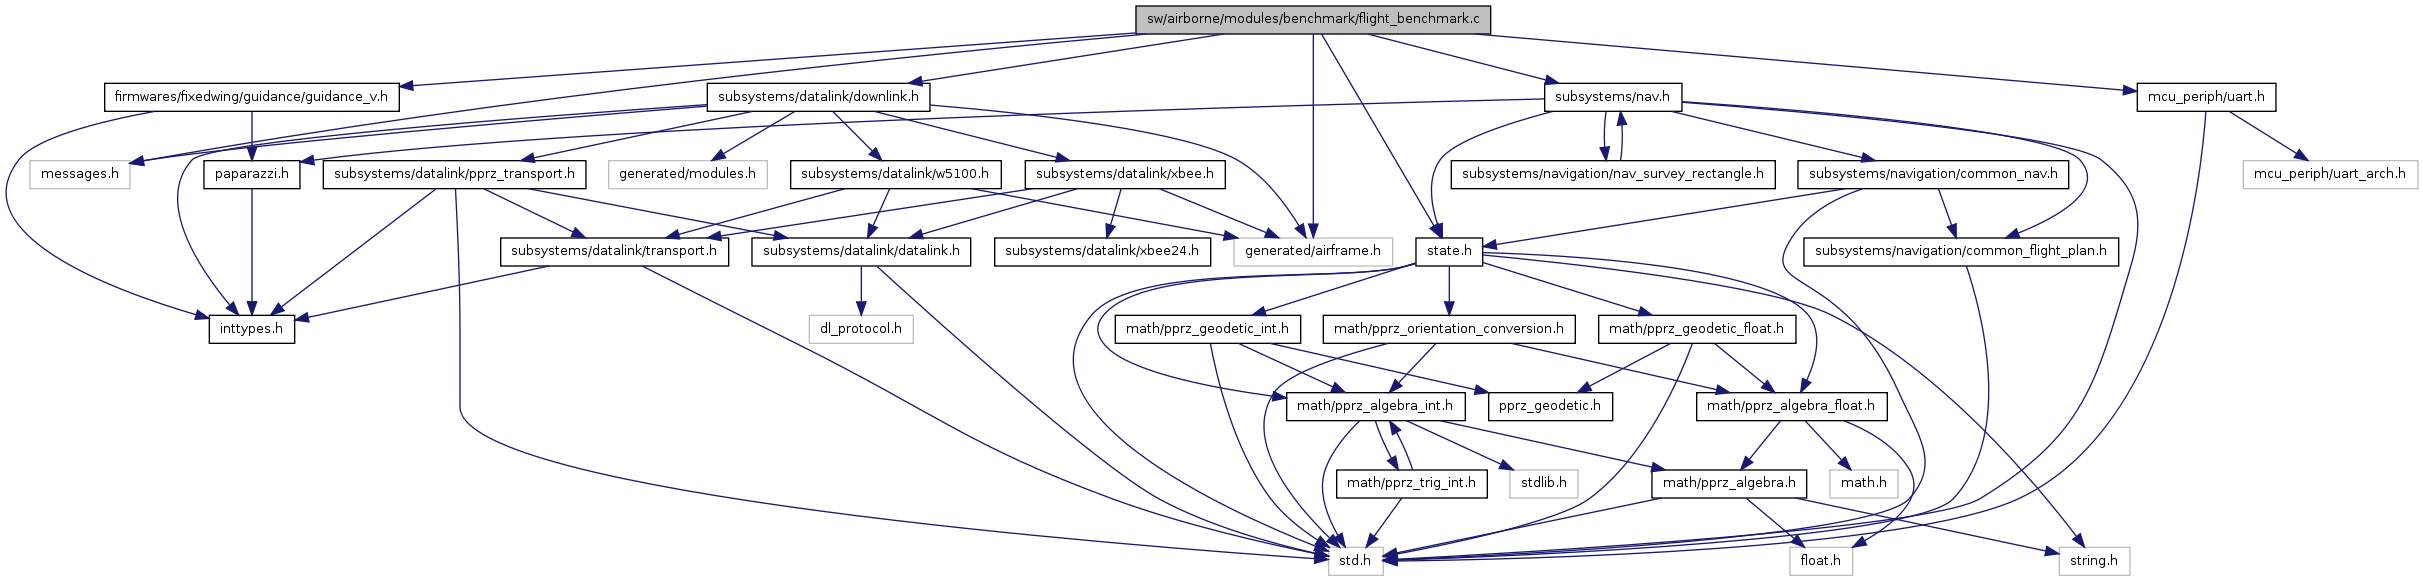 sw/airborne/modules/benchmark/flight_benchmark.c
firmwares/fixedwing/guidance/guidance_v.h
subsystems/datalink/downlink.h
subsystems/nav.h
mcu_periph/uart.h
messages.h
paparazzi.h
subsystems/datalink/pprz_transport.h
generated/modules.h
subsystems/datalink/w5100.h
subsystems/datalink/xbee.h
subsystems/navigation/nav_survey_rectangle.h
subsystems/navigation/common_nav.h
mcu_periph/uart_arch.h
subsystems/datalink/transport.h
subsystems/datalink/datalink.h
subsystems/datalink/xbee24.h
generated/airframe.h
state.h
subsystems/navigation/common_flight_plan.h
inttypes.h
dl_protocol.h
math/pprz_geodetic_int.h
math/pprz_orientation_conversion.h
math/pprz_geodetic_float.h
math/pprz_algebra_int.h
pprz_geodetic.h
math/pprz_algebra_float.h
math/pprz_trig_int.h
stdlib.h
math/pprz_algebra.h
math.h
std.h
float.h
string.h